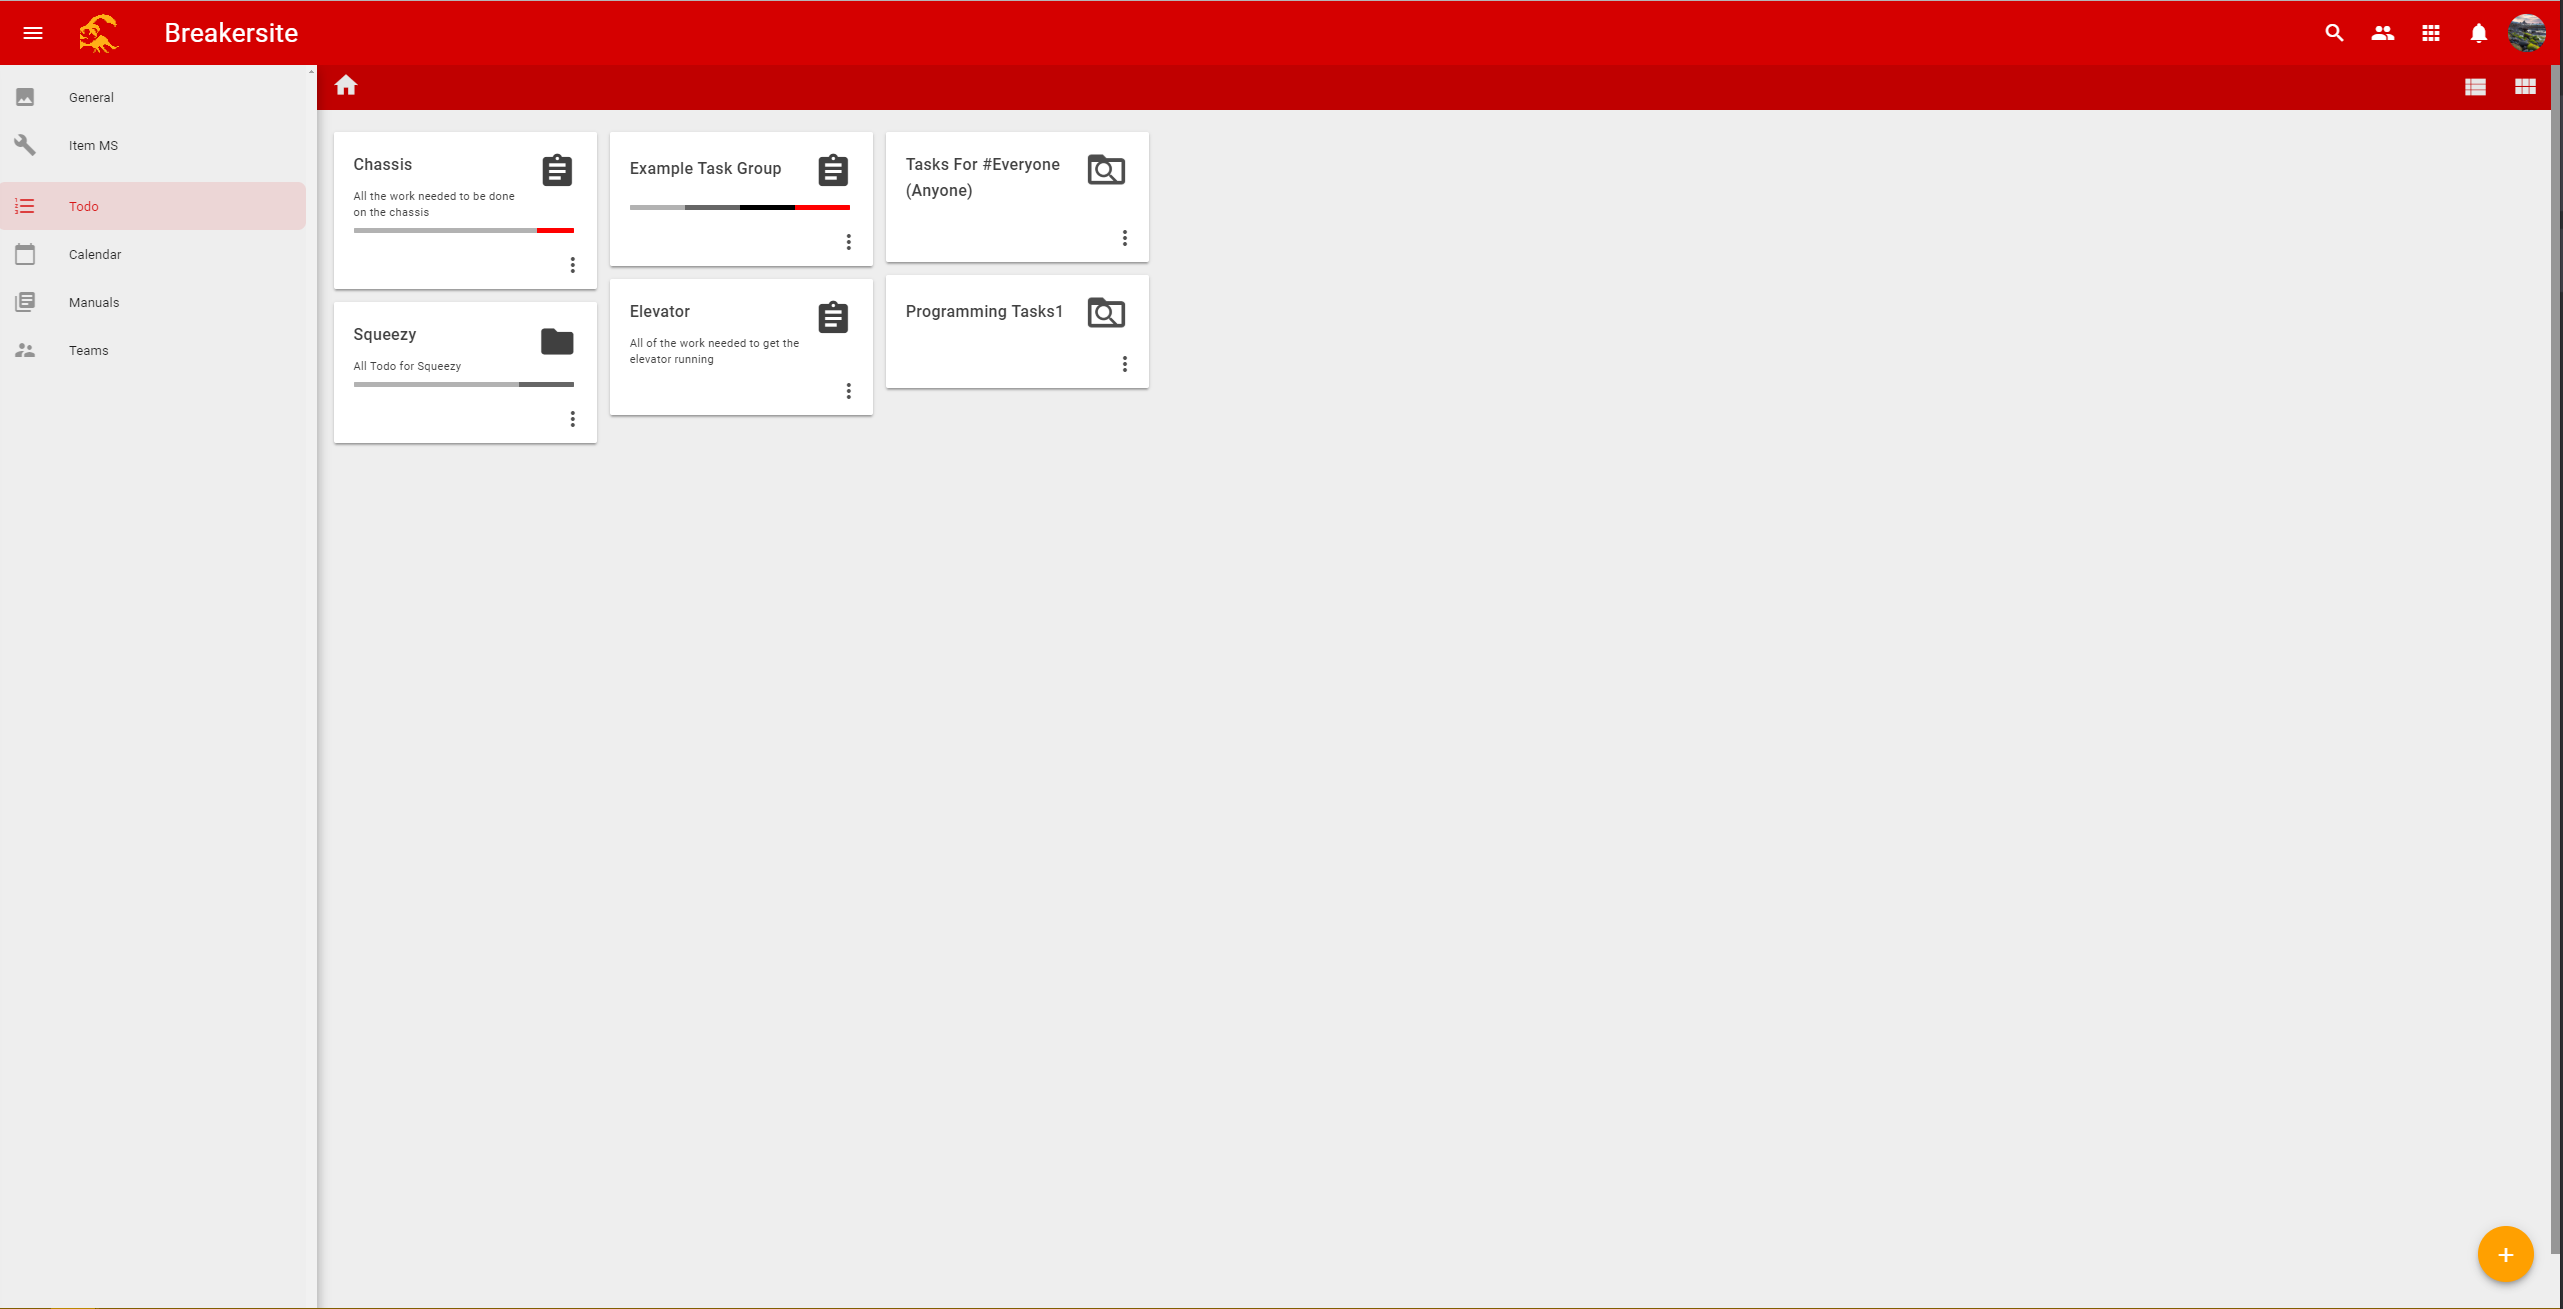 Breakersite
General
Item MS
Todo
Calendar
Manuals
Teams
Chassis
All the work needed to be done
on the chassis
Squeezy
All Todo for Squeezy
Example Task Group
Elevator
All of the work needed to get the
elevator running
Tasks For #Everyone
(Anyone)
Programming Tasks1